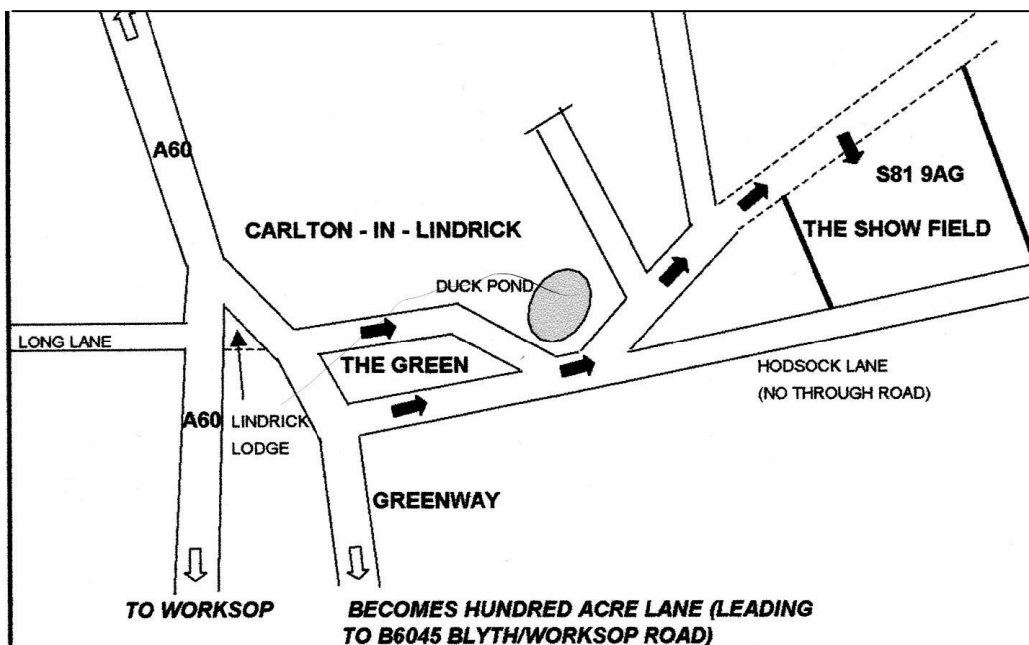 A60
S81 9AG
CARLTON - IN - LINDRICK
THE SHOW FIELD
DUCK POND
LONG LANE
THE GREEN
HODSOCK LANE
(NO THROUGH ROAD)
A60
LINDRICK
LODGE
GREENWAY
TO WORKSOP
BECOMES HUNDRED ACRE LANE (LEADING
TO B6045 BLYTH/WORKSOP ROAD)